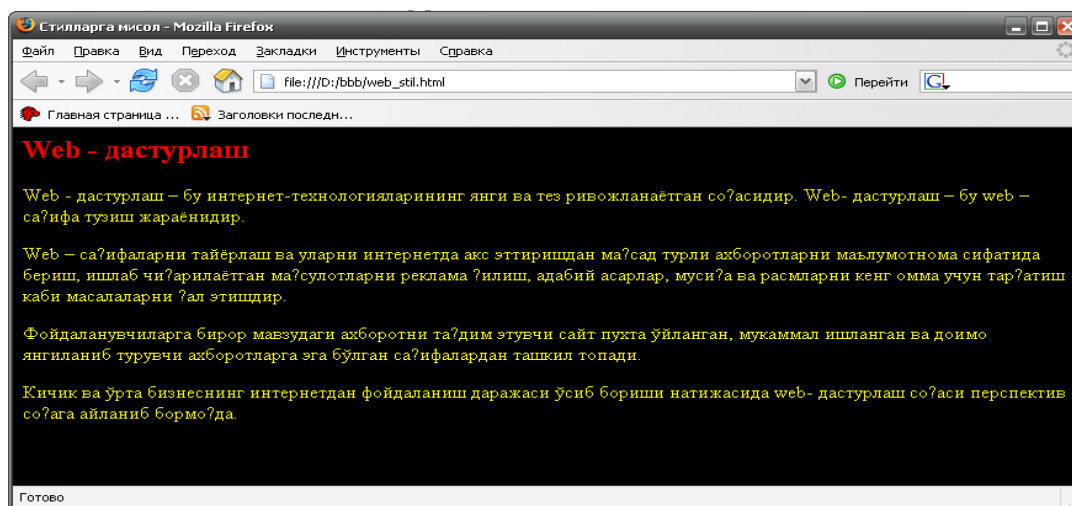 Стилларга мисол - Mozilla Firefox
Файл Правка Вид Переход Закладки Инструменты Справка
file:///D:/bbb/web_stil.html Перейти G
Главная страница ... Заголовки последн...
Web - дастурлаш
Web - дастурлаш – бу интернет-технологияларининг янги ва тез ривожланаётган со?асидир. Web- дастурлаш – бу web –
са?ифа тузиш жараёнидир.
Web – са?ифаларни тайёрлаш ва уларни интернетда акс эттиришдан ма?сад турли ахборотларни маълумотнома сифатида
бериш, ишлаб чи?арилаётган ма?сулотларни реклама ?илиш, адабий асарлар, муси?а ва расмларни кенг омма учун тар?атиш
каби масалаларни ?ал этишдир.
Фойдаланувчиларга бирор мавзудаги ахборотни та?дим этувчи сайт пухта ўйланган, мукаммал ишланган ва доимо
янгиланиб турувчи ахборотларга эга бўлган са?ифалардан ташкил топади.
Кичик ва ўрта бизнеснинг интернетдан фойдаланиш даражаси ўсиб бориши натижасида web- дастурлаш со?аси перспектив
со?ага айланиб бормо?да.
Готово